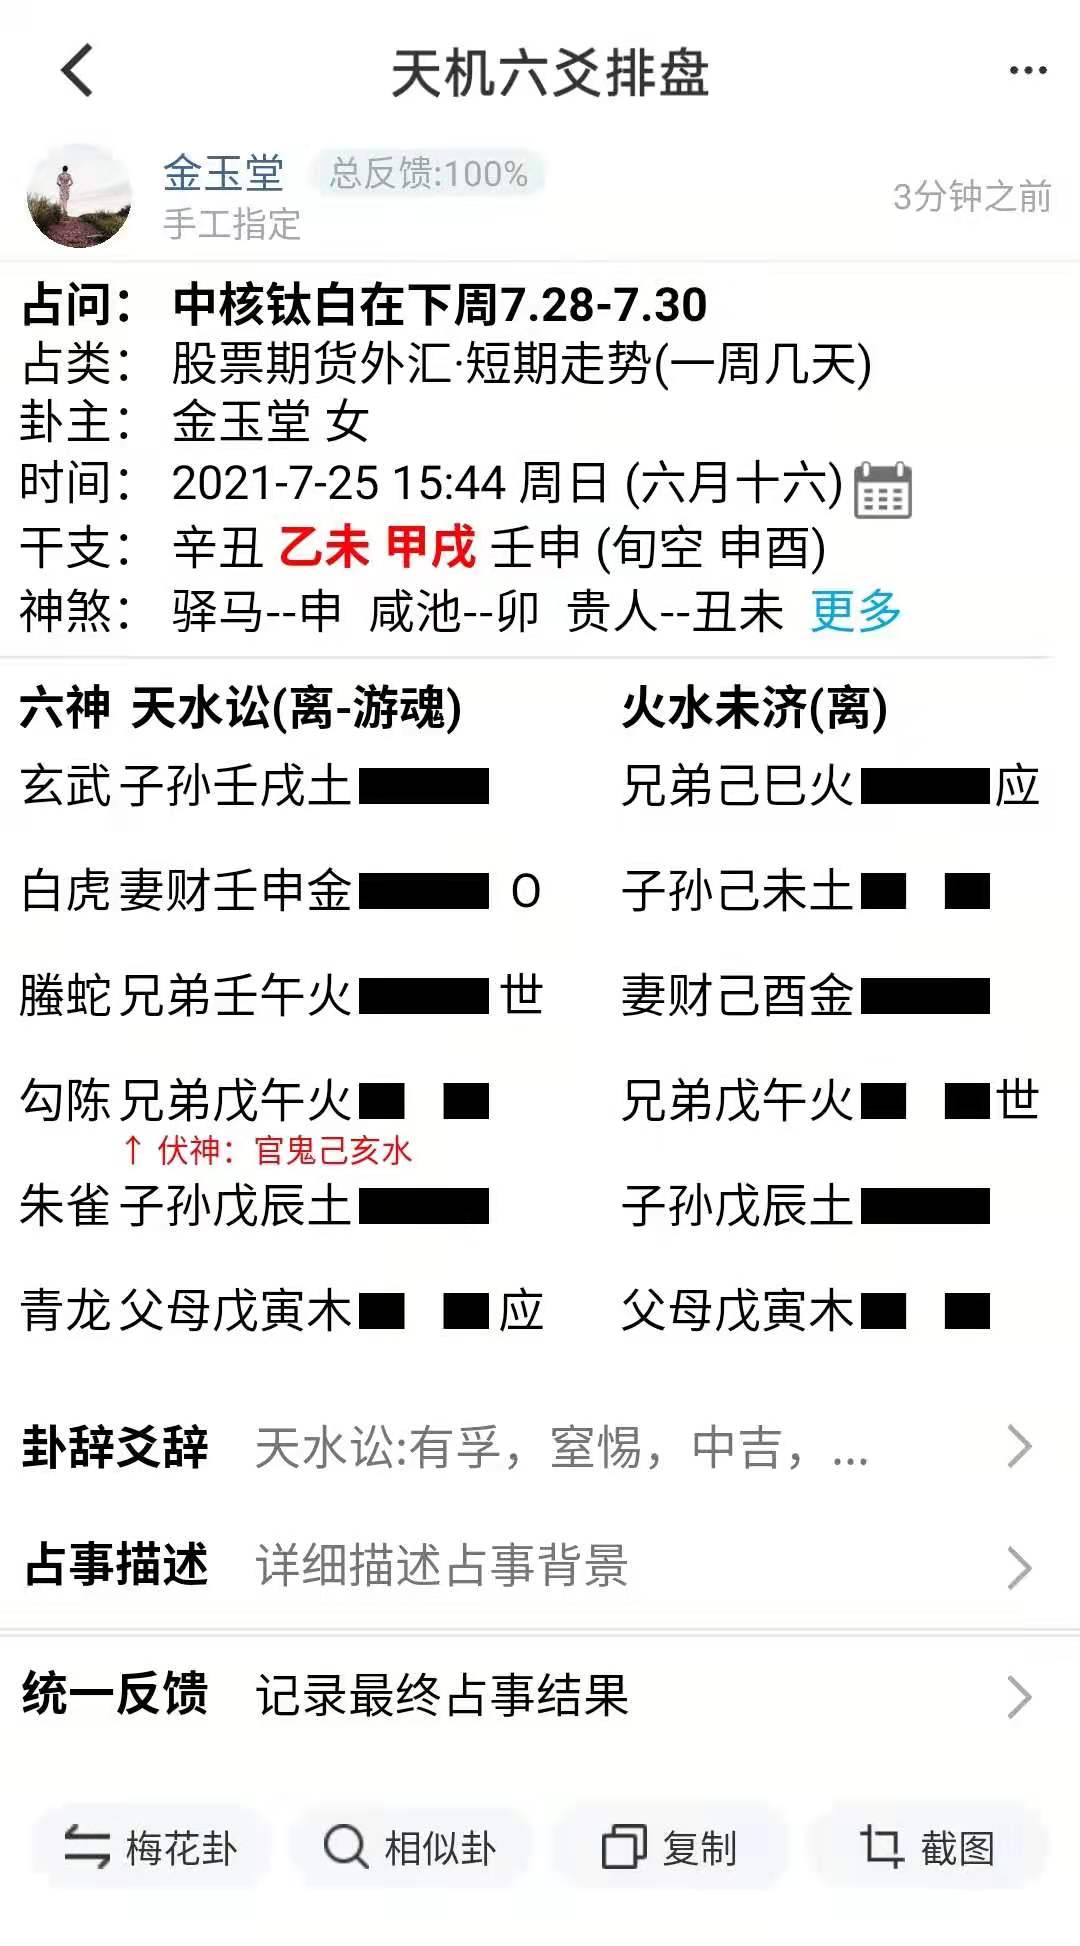 天机六爻排盘
金玉堂 总反馈:100%
手工指定
3分钟之前
占问： 中核钛白在下周7.28-7.30
占类： 股票期货外汇·短期走势(一周几天)
卦主： 金玉堂 女
时间： 2021-7-25 15:44 周日 (六月十六)
干支： 辛丑 乙未 甲戌 壬申 (旬空 申酉)
神煞： 驿马--申 咸池--卯 贵人--丑未 更多
六神 天水讼(离-游魂) 火水未济(离)
玄武 子孙壬戌土 兄弟己巳火 应
白虎 妻财壬申金 O 子孙己未土
螣蛇 兄弟壬午火 世 妻财己酉金
勾陈 兄弟戊午火 兄弟戊午火 世
↑ 伏神：官鬼己亥水
朱雀 子孙戊辰土 子孙戊辰土
青龙 父母戊寅木 应 父母戊寅木
卦辞爻辞 天水讼:有孚，窒惕，中吉，...
占事描述 详细描述占事背景
统一反馈 记录最终占事结果
梅花卦 相似卦 复制 截图